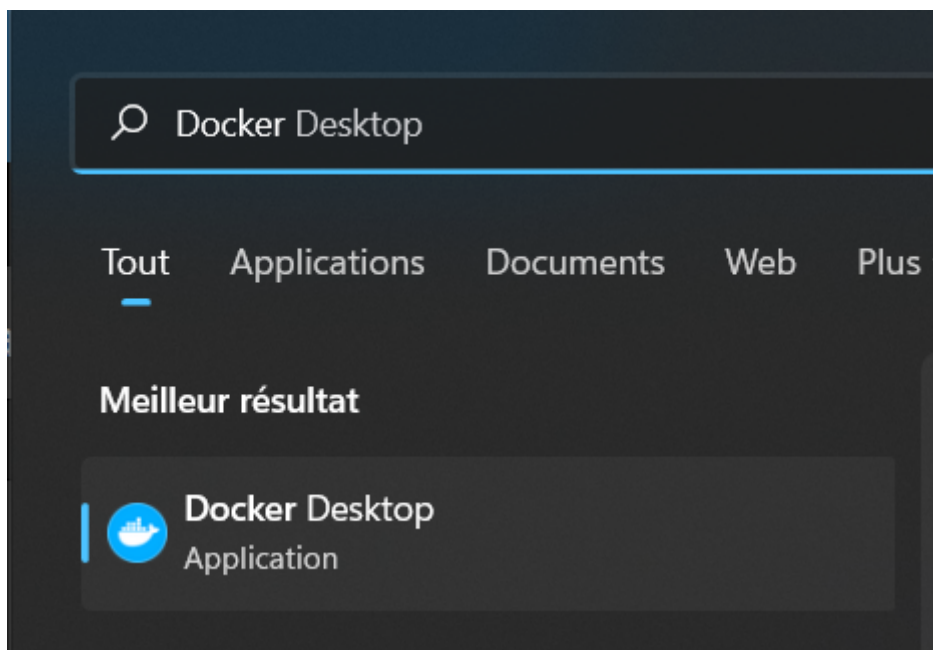 Docker Desktop
Tout Applications Documents Web Plus
Meilleur résultat
Docker Desktop
Application